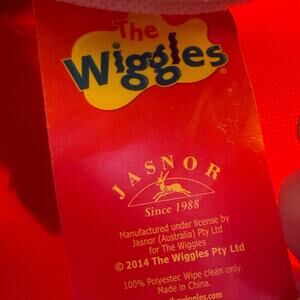 The
Wiggles®
JASNOR
Since 1988
Manufactured under license by
Jasnor (Australia) Pty Ltd
for The Wiggles
© 2014 The Wiggles Pty Ltd
100% Polyester. Wipe clean only.
Made in China.